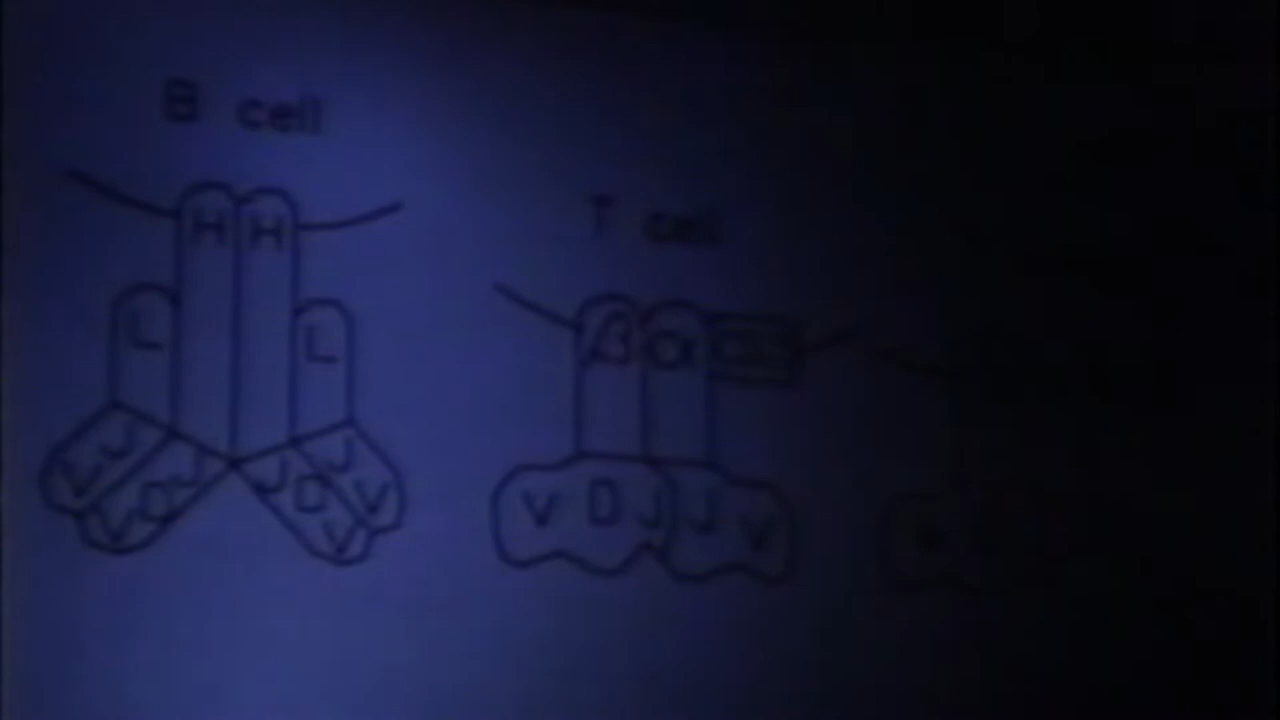 B cell
H H
L L
J J
V D J J D V
V V
T cell
β α
V D J J V